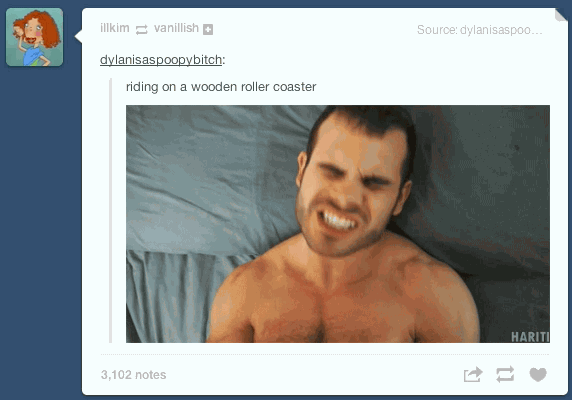 illkim vanillish
Source: dylanisaspoo...
dylanisaspoopybitch:
riding on a wooden roller coaster
HARITI
3,102 notes